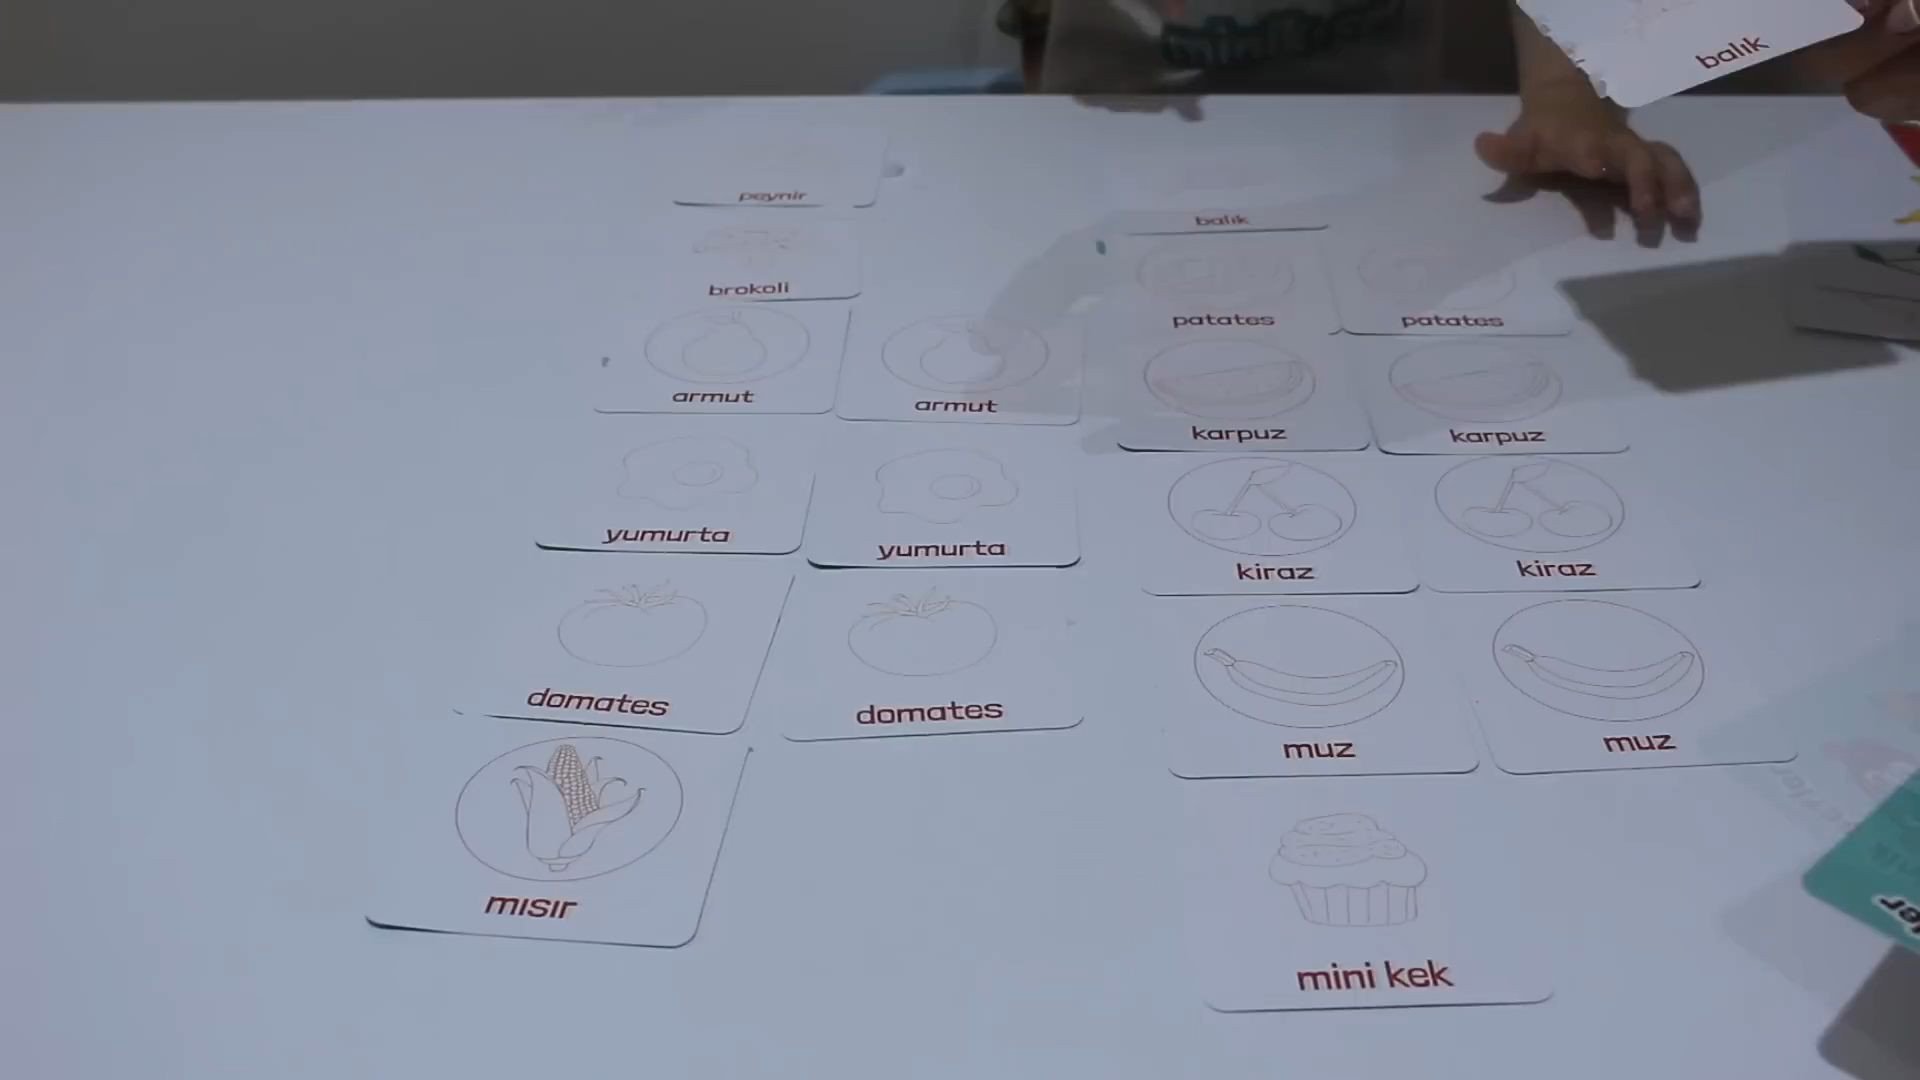 minikuş
balık
peynir
balık
brokoli
patates
patates
armut
armut
karpuz
karpuz
yumurta
yumurta
kiraz
kiraz
domates
domates
muz
muz
mısır
mini kek